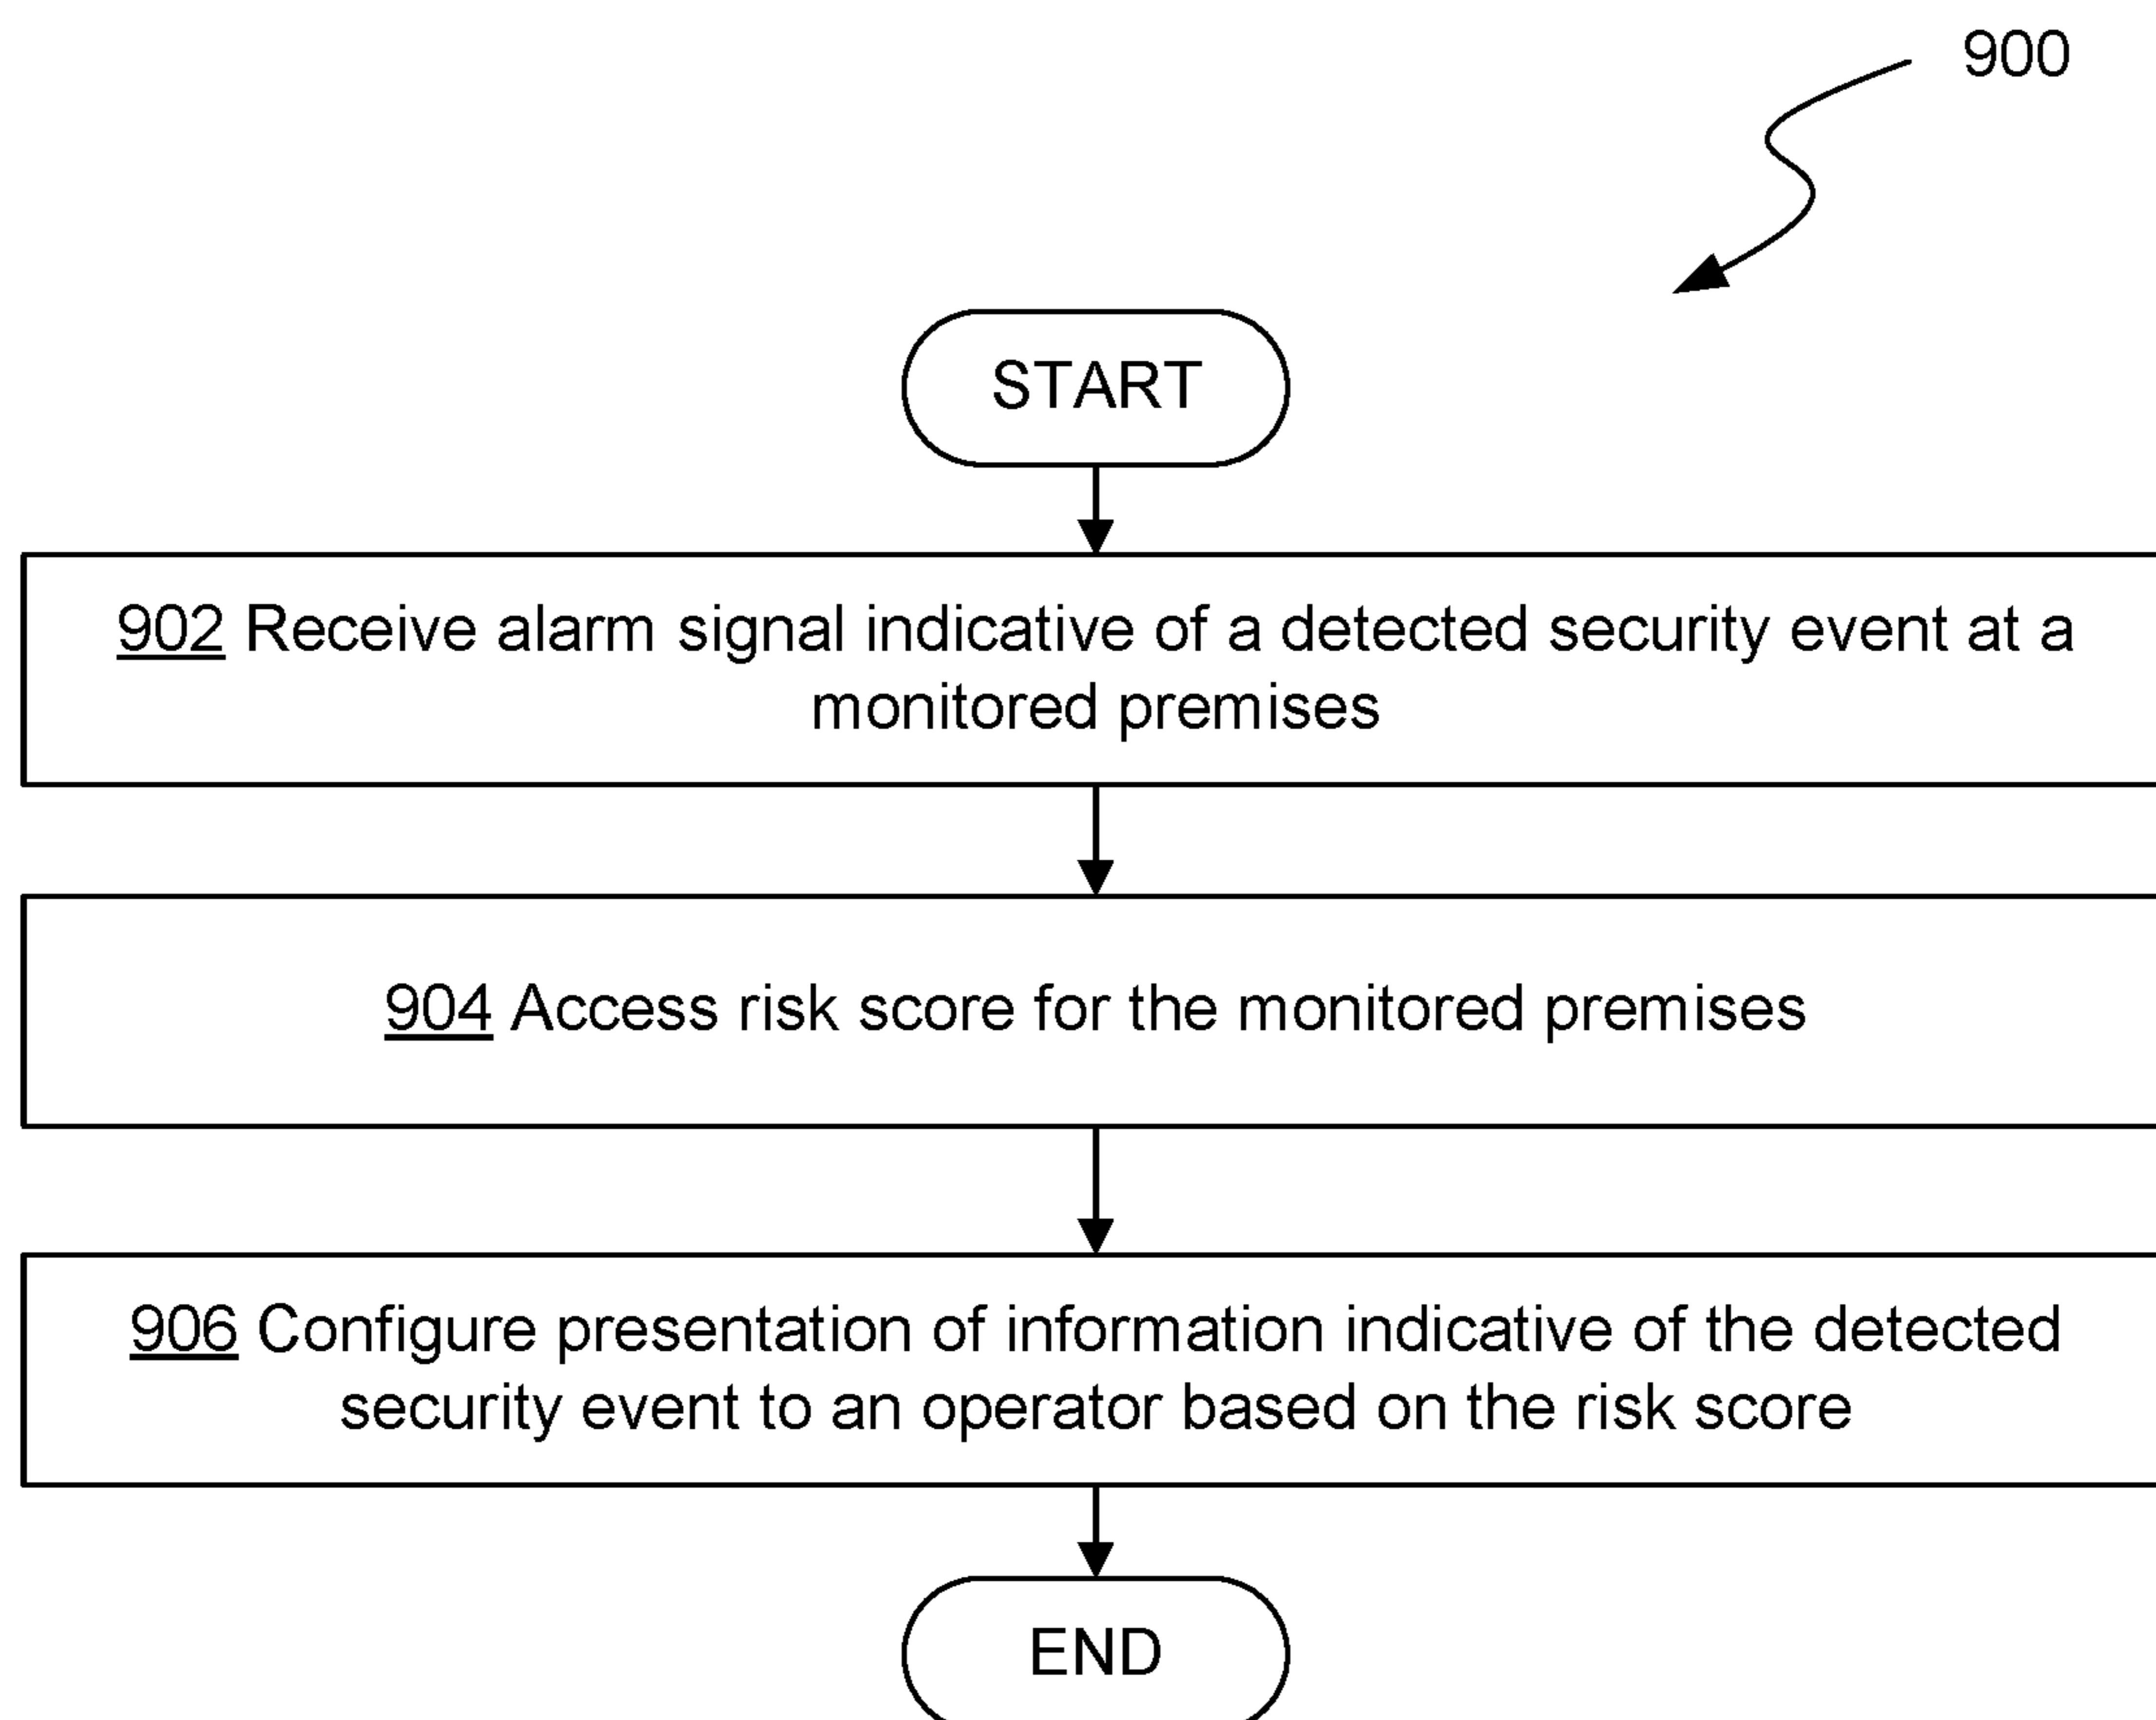 900
START
902 Receive alarm signal indicative of a detected security event at a
monitored premises
904 Access risk score for the monitored premises
906 Configure presentation of information indicative of the detected
security event to an operator based on the risk score
END